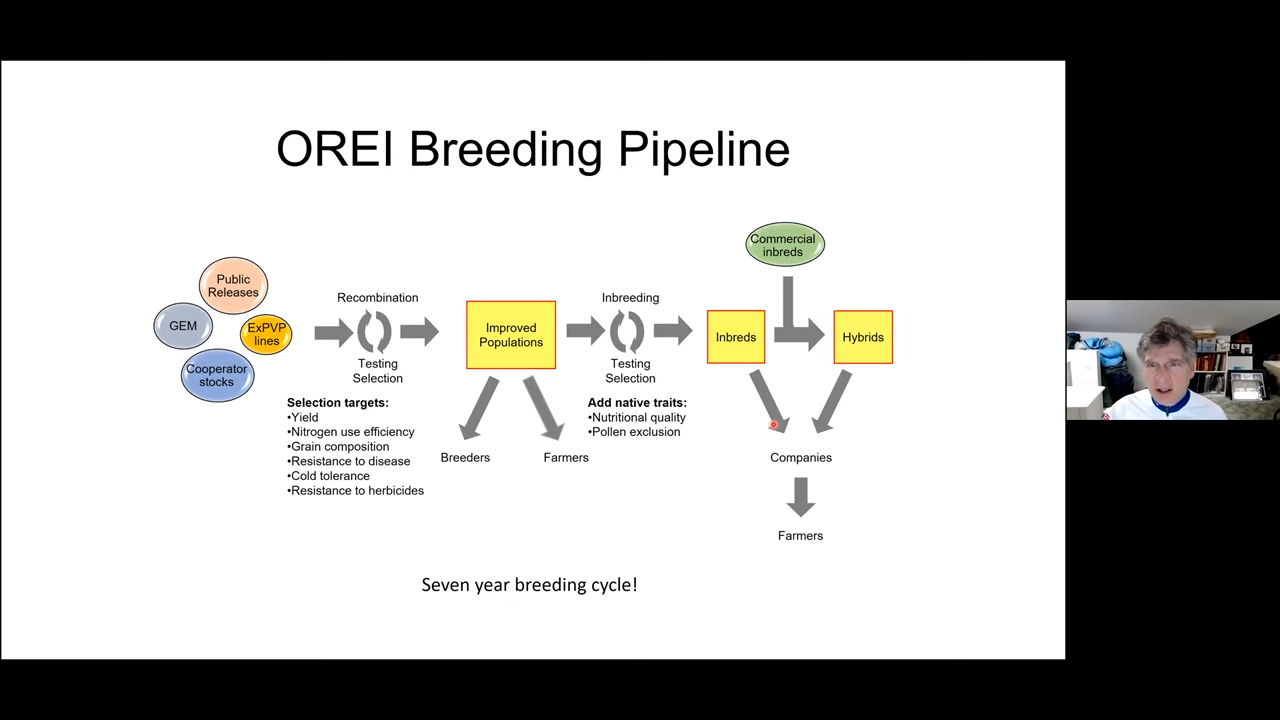 OREI Breeding Pipeline
Commercial
inbreds
Public
Releases
GEM
ExPVP
lines
Cooperator
stocks
Recombination
Testing
Selection
Improved
Populations
Inbreeding
Testing
Selection
Inbreds
Hybrids
Selection targets:
•Yield
•Nitrogen use efficiency
•Grain composition
•Resistance to disease
•Cold tolerance
•Resistance to herbicides
Breeders
Farmers
Add native traits:
•Nutritional quality
•Pollen exclusion
Companies
Farmers
Seven year breeding cycle!